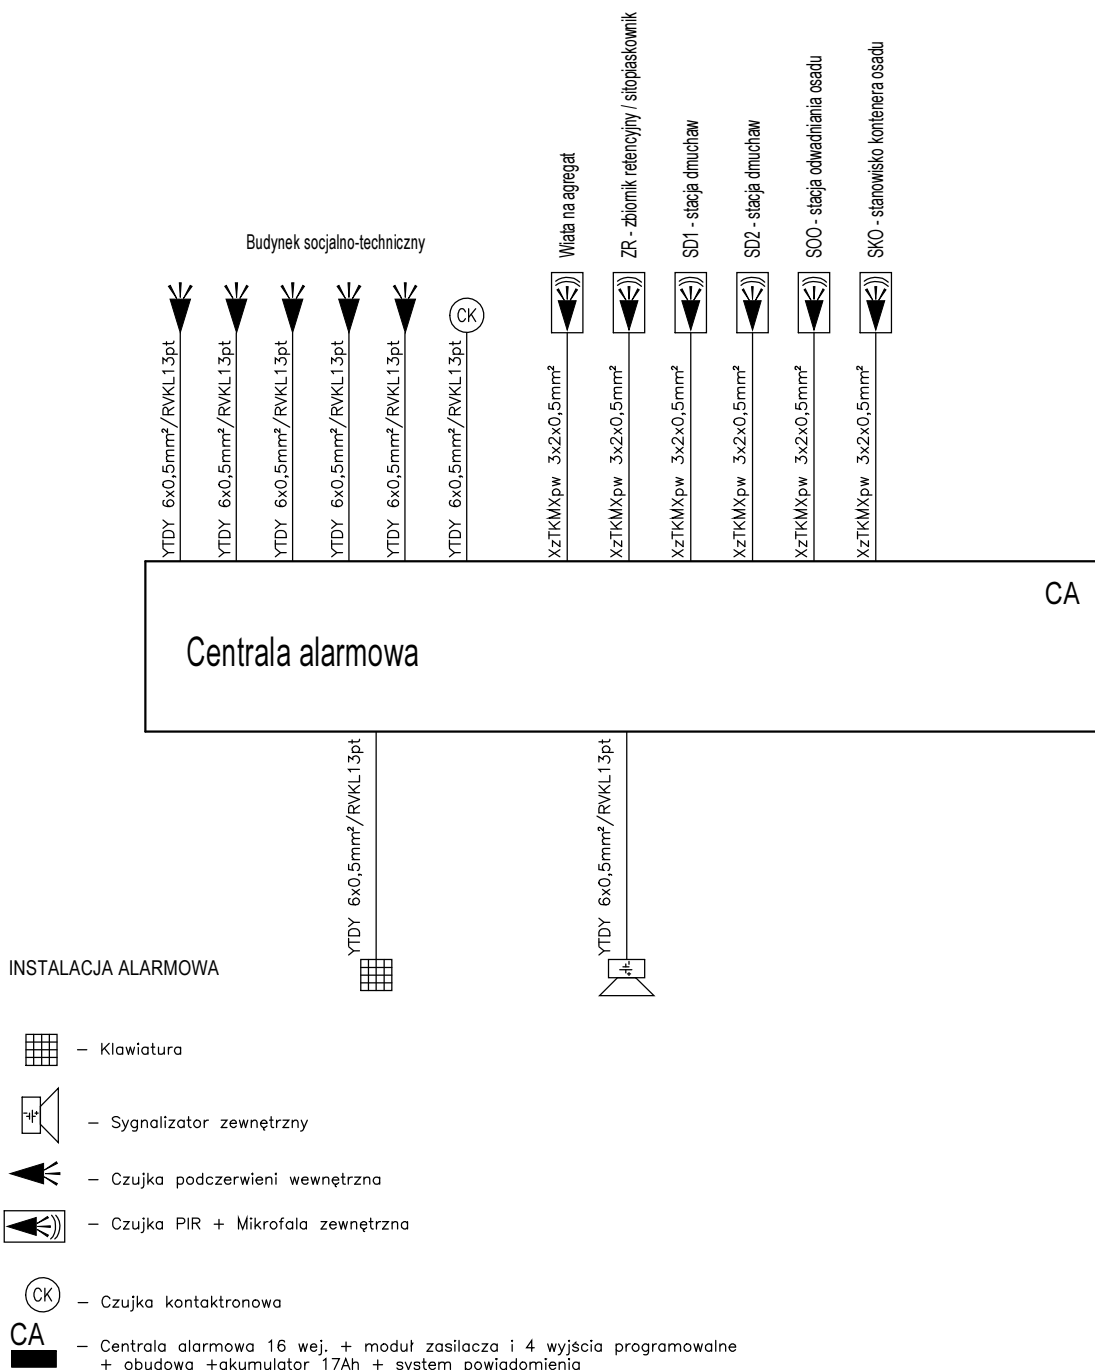 Wiata na agregat
ZR - zbiornik retencyjny / sitopiaskownik
SD1 - stacja dmuchaw
SD2 - stacja dmuchaw
SOO - stacja odwadniania osadu
SKO - stanowisko kontenera osadu
Budynek socjalno-techniczny
CK
YTDY 6x0,5mm²/RVKL13pt
YTDY 6x0,5mm²/RVKL13pt
YTDY 6x0,5mm²/RVKL13pt
YTDY 6x0,5mm²/RVKL13pt
YTDY 6x0,5mm²/RVKL13pt
YTDY 6x0,5mm²/RVKL13pt
XzTKMXpw 3x2x0,5mm²
XzTKMXpw 3x2x0,5mm²
XzTKMXpw 3x2x0,5mm²
XzTKMXpw 3x2x0,5mm²
XzTKMXpw 3x2x0,5mm²
XzTKMXpw 3x2x0,5mm²
CA
Centrala alarmowa
YTDY 6x0,5mm²/RVKL13pt
YTDY 6x0,5mm²/RVKL13pt
INSTALACJA ALARMOWA
– Klawiatura
– Sygnalizator zewnętrzny
– Czujka podczerwieni wewnętrzna
– Czujka PIR + Mikrofala zewnętrzna
CK – Czujka kontaktronowa
CA – Centrala alarmowa 16 wej. + moduł zasilacza i 4 wyjścia programowalne
+ obudowa +akumulator 17Ah + system powiadomienia